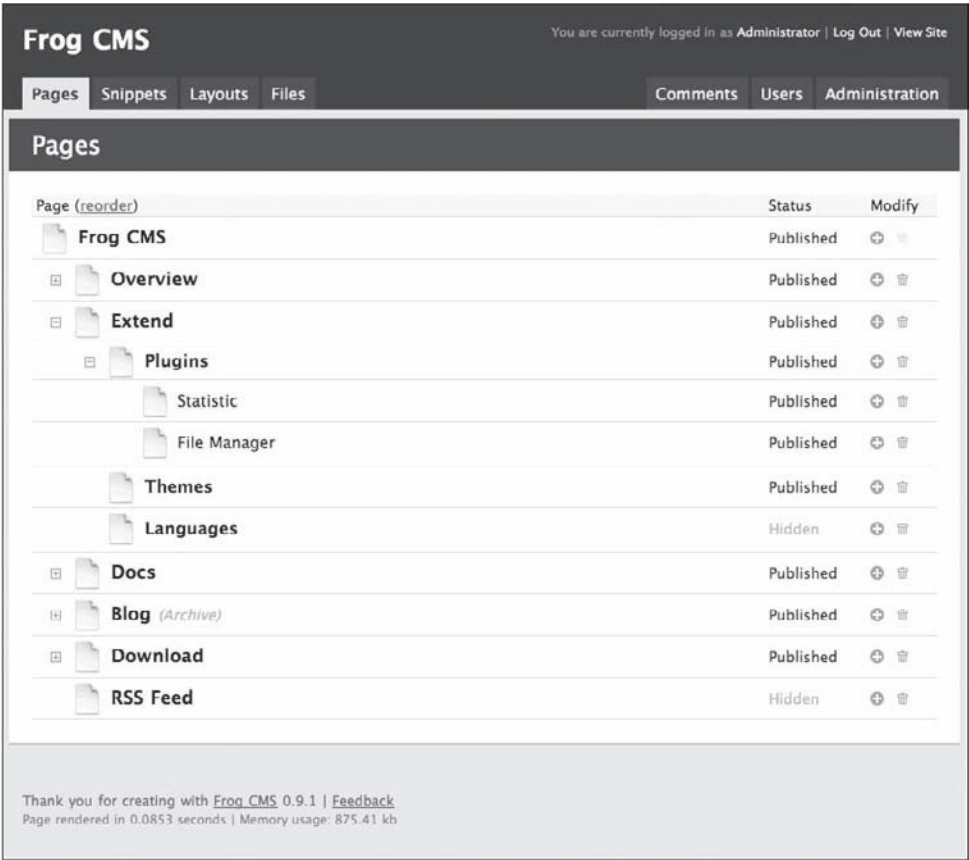 Frog CMS
You are currently logged in as Administrator | Log Out | View Site
Pages Snippets Layouts Files Comments Users Administration
Pages
Page (reorder) Status Modify
Frog CMS Published
Overview Published
Extend Published
Plugins Published
Statistic Published
File Manager Published
Themes Published
Languages Hidden
Docs Published
Blog (Archive) Published
Download Published
RSS Feed Hidden
Thank you for creating with Frog CMS 0.9.1 | Feedback
Page rendered in 0.0853 seconds | Memory usage: 875.41 kb